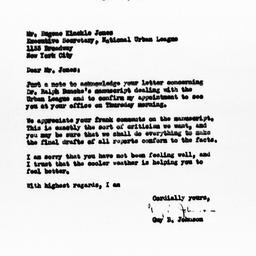 Mr. Eugene Kinckle Jones
Executive Secretary, National Urban League
1133 Broadway
New York City
Dear Mr. Jones:
Just a note to acknowledge your letter concerning
Dr. Ralph Bunche's manuscript dealing with the
Urban League and to confirm my appointment to see
you at your office on Thursday morning.
We appreciate your frank comments on the manuscript.
This is exactly the sort of criticism we want, and
you may be sure that we shall do everything to make
the final drafts of all reports conform to the facts.
I am sorry that you have not been feeling well, and
I trust that the cooler weather is helping you to
feel better.
With highest regards, I am
Cordially yours,
Guy B. Johnson